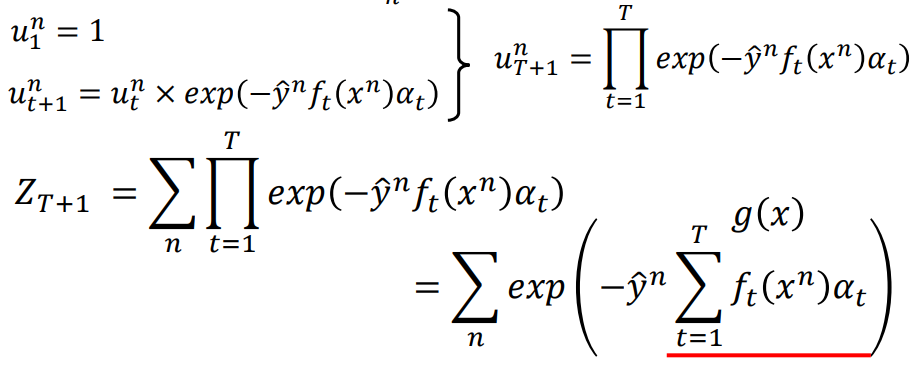 n
u_1^n = 1
u_{t+1}^n = u_t^n × exp(−ŷ^n f_t(x^n)α_t)
u_{T+1}^n = ∏_{t=1}^{T} exp(−ŷ^n f_t(x^n)α_t)
Z_{T+1} = ∑_n ∏_{t=1}^{T} exp(−ŷ^n f_t(x^n)α_t)
g(x)
= ∑_n exp(−ŷ^n ∑_{t=1}^{T} f_t(x^n)α_t)